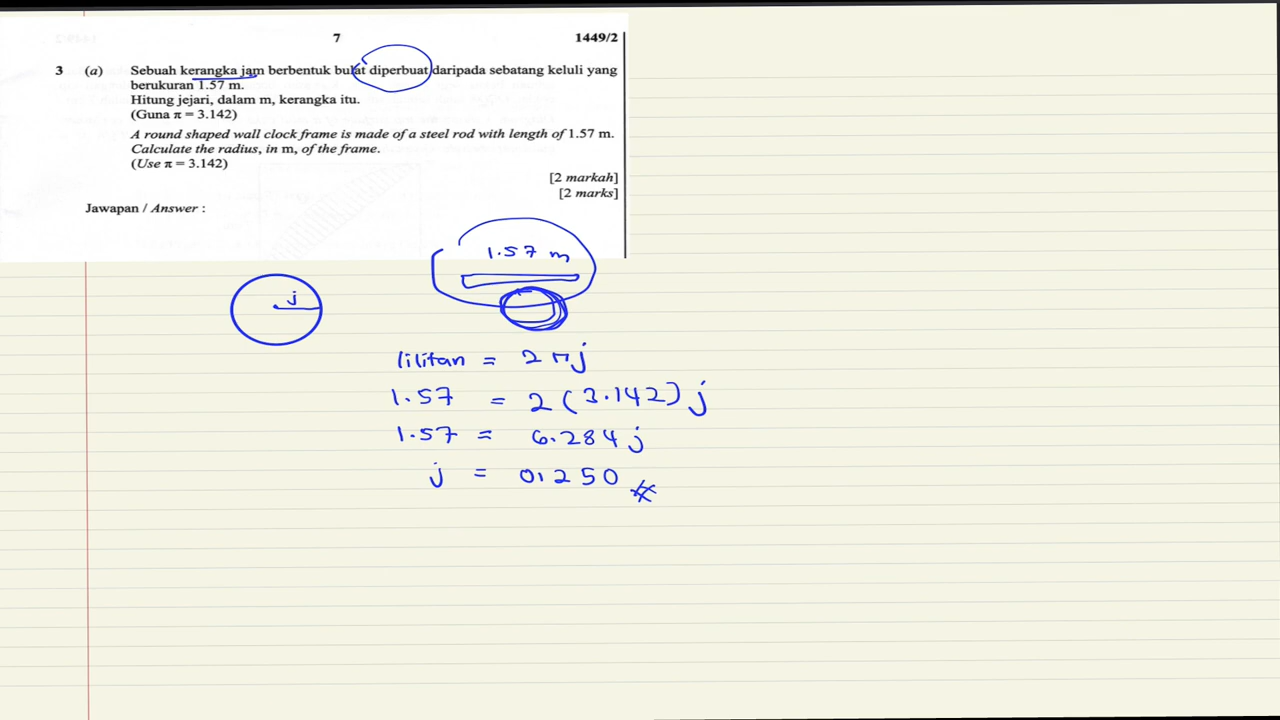 7
1449/2
3 (a) Sebuah kerangka jam berbentuk bulat diperbuat daripada sebatang keluli yang
berukuran 1.57 m.
Hitung jejari, dalam m, kerangka itu.
(Guna π = 3.142)
A round shaped wall clock frame is made of a steel rod with length of 1.57 m.
Calculate the radius, in m, of the frame.
(Use π = 3.142)
[2 markah]
[2 marks]
Jawapan / Answer :
1.57 m
j
lilitan = 2πj
1.57 = 2(3.142)j
1.57 = 6.284j
j = 0.250 #